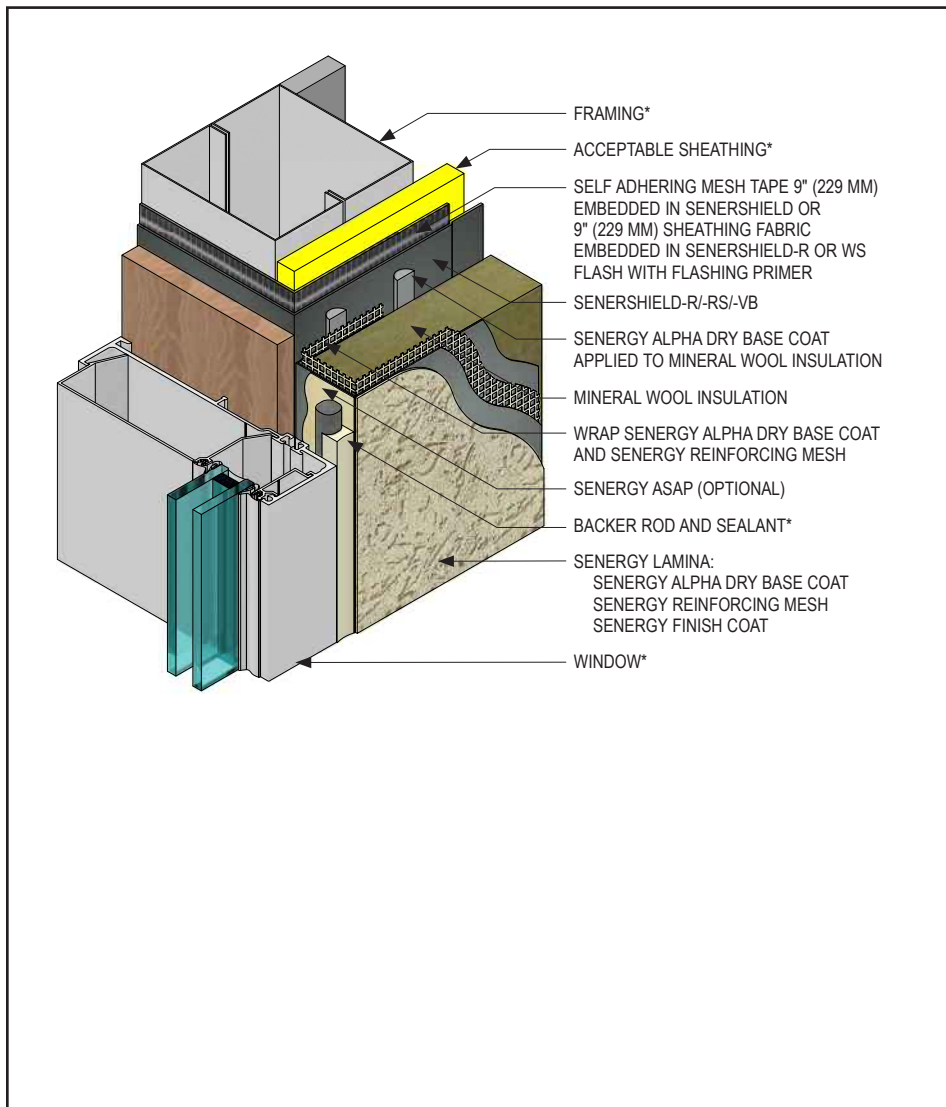 FRAMING*
ACCEPTABLE SHEATHING*
SELF ADHERING MESH TAPE 9" (229 MM)
EMBEDDED IN SENERSHIELD OR
9" (229 MM) SHEATHING FABRIC
EMBEDDED IN SENERSHIELD-R OR WS
FLASH WITH FLASHING PRIMER
SENERSHIELD-R/-RS/-VB
SENERGY ALPHA DRY BASE COAT
APPLIED TO MINERAL WOOL INSULATION
MINERAL WOOL INSULATION
WRAP SENERGY ALPHA DRY BASE COAT
AND SENERGY REINFORCING MESH
SENERGY ASAP (OPTIONAL)
BACKER ROD AND SEALANT*
SENERGY LAMINA:
SENERGY ALPHA DRY BASE COAT
SENERGY REINFORCING MESH
SENERGY FINISH COAT
WINDOW*